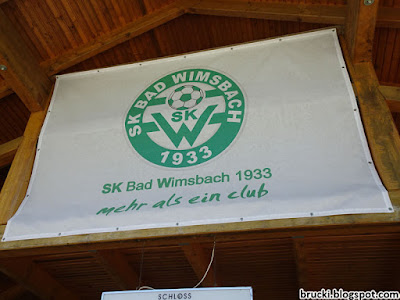 SK BAD WIMSBACH
SK
W
1933
SK Bad Wimsbach 1933
mehr als ein club
SCHLOSS
brucki.blogspot.com